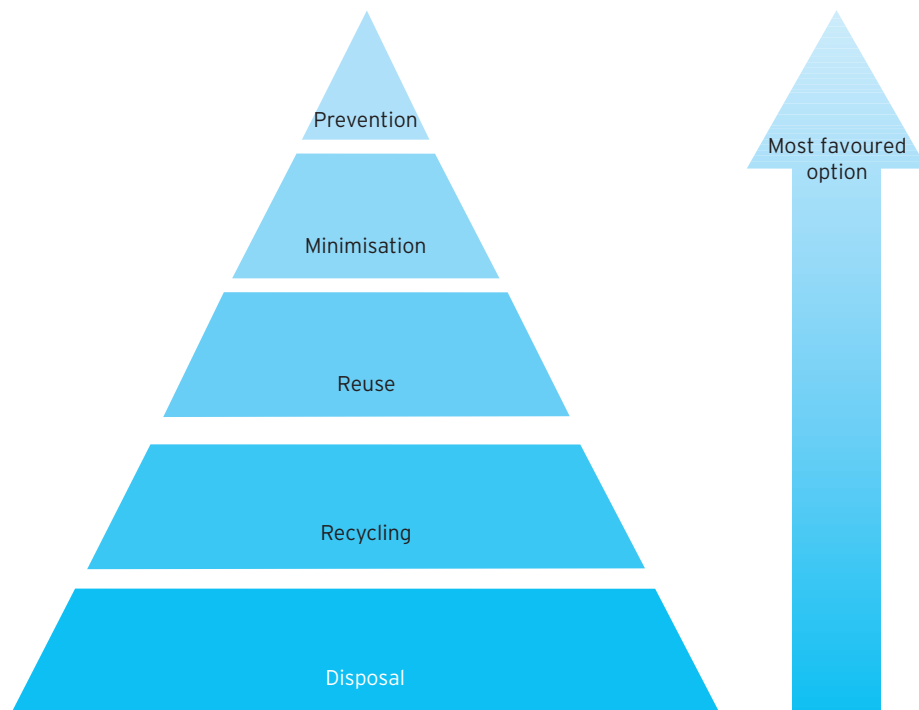 Prevention
Most favoured
option
Minimisation
Reuse
Recycling
Disposal